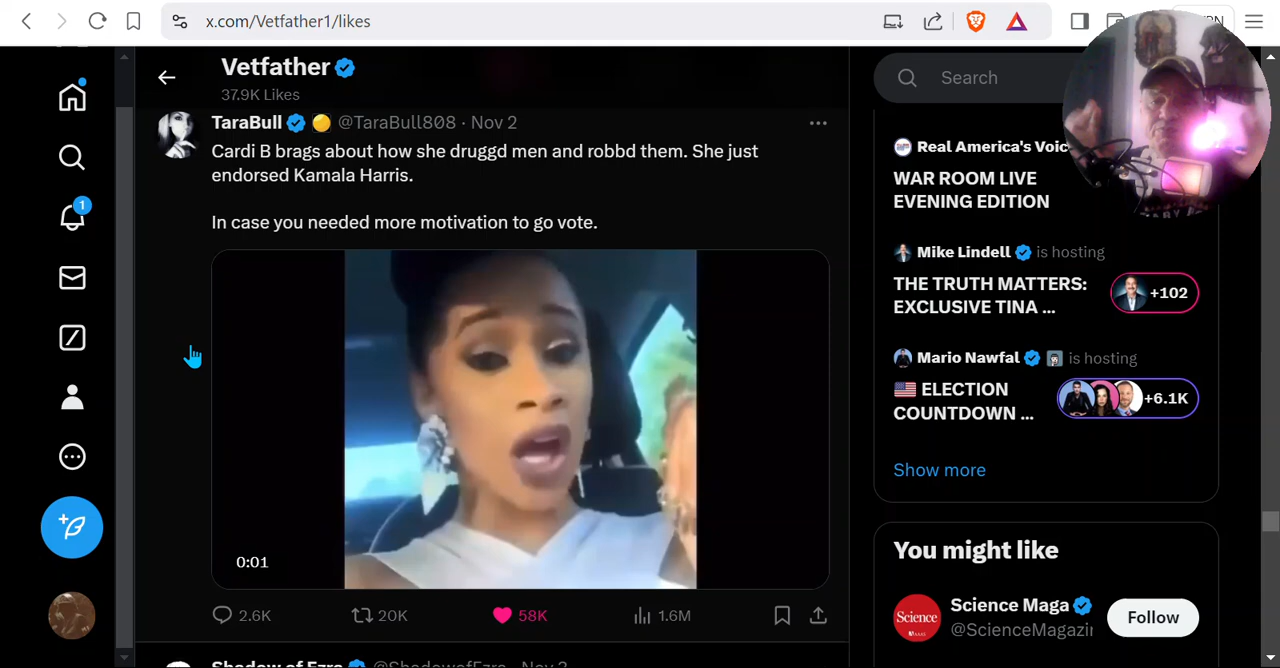 x.com/Vetfather1/likes
Vetfather
37.9K Likes
TaraBull @TaraBull808 · Nov 2
Cardi B brags about how she druggd men and robbd them. She just
endorsed Kamala Harris.
In case you needed more motivation to go vote.
0:01
2.6K 20K 58K 1.6M
Nov 2
1
Search
Real America's Voic
WAR ROOM LIVE
EVENING EDITION
Mike Lindell is hosting
THE TRUTH MATTERS:
EXCLUSIVE TINA ...
+102
Mario Nawfal is hosting
ELECTION
COUNTDOWN ...
+6.1K
Show more
You might like
Science
Science Maga
@ScienceMagazi
Follow